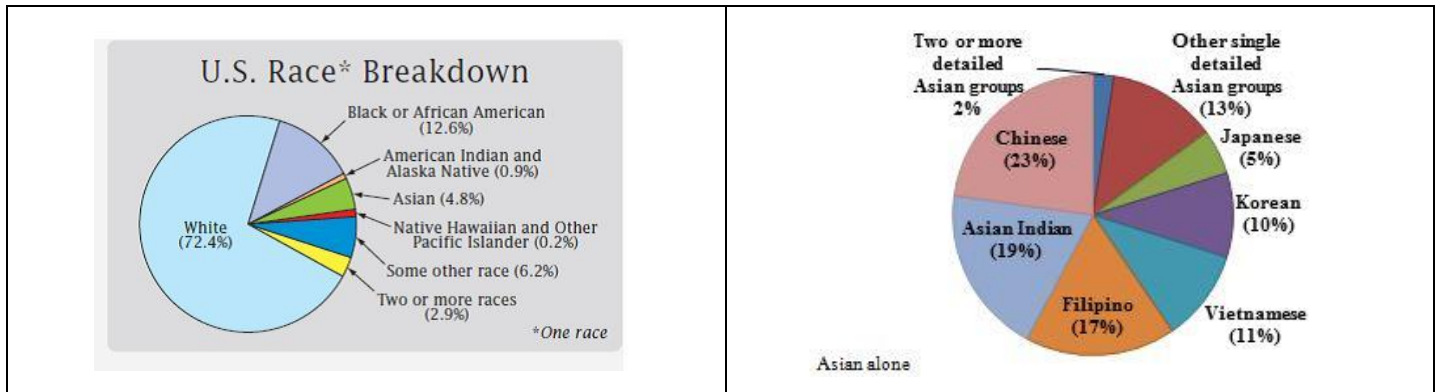 U.S. Race* Breakdown
Black or African American
(12.6%)
American Indian and
Alaska Native (0.9%)
Asian (4.8%)
White
(72.4%)
Native Hawaiian and Other
Pacific Islander (0.2%)
Some other race (6.2%)
Two or more races
(2.9%)
*One race
Two or more
detailed
Asian groups
2%
Other single
detailed
Asian groups
(13%)
Chinese
(23%)
Japanese
(5%)
Korean
(10%)
Asian Indian
(19%)
Filipino
(17%)
Vietnamese
(11%)
Asian alone